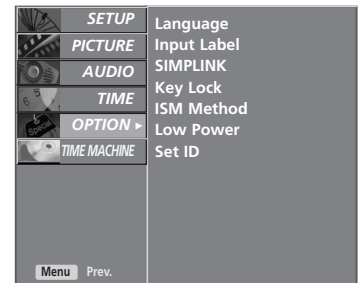 SETUP
PICTURE
AUDIO
TIME
OPTION ►
TIME MACHINE
Language
Input Label
SIMPLINK
Key Lock
ISM Method
Low Power
Set ID
Menu Prev.